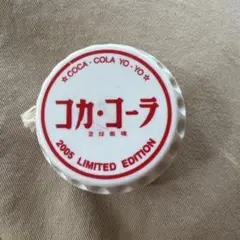 ☆ COCA-COLA YO-YO ☆
コカ・コーラ
2005 LIMITED EDITION